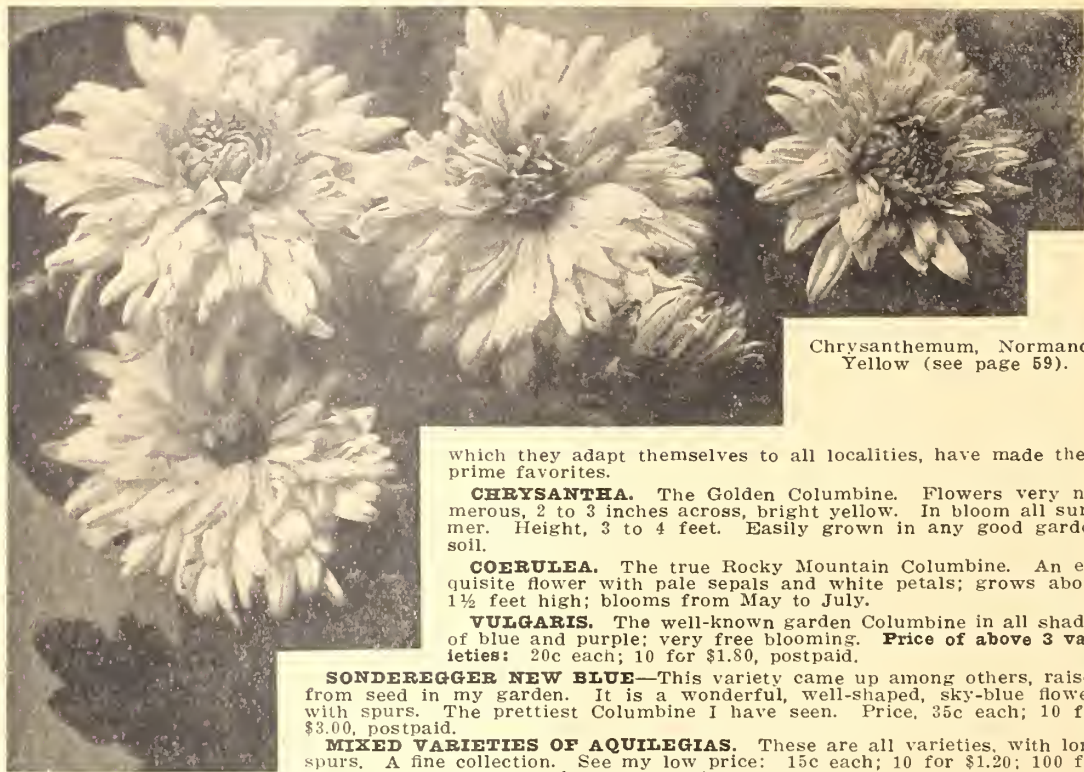 Chrysanthemum, Normand
Yellow (see page 59).
which they adapt themselves to all localities, have made the
prime favorites.
CHRYSANTHA. The Golden Columbine. Flowers very n
merous, 2 to 3 inches across, bright yellow. In bloom all sum
mer. Height, 3 to 4 feet. Easily grown in any good garde
soil.
COERULEA. The true Rocky Mountain Columbine. An e
quisite flower with pale sepals and white petals; grows abo
1½ feet high; blooms from May to July.
VULGARIS. The well-known garden Columbine in all shad
of blue and purple; very free blooming. Price of above 3 va
ieties: 20c each; 10 for $1.80, postpaid.
SONDEREGGER NEW BLUE—This variety came up among others, rais
from seed in my garden. It is a wonderful, well-shaped, sky-blue flowe
with spurs. The prettiest Columbine I have seen. Price, 35c each; 10 f
$3.00, postpaid.
MIXED VARIETIES OF AQUILEGIAS. These are all varieties, with lon
spurs. A fine collection. See my low price: 15c each; 10 for $1.20; 100 f